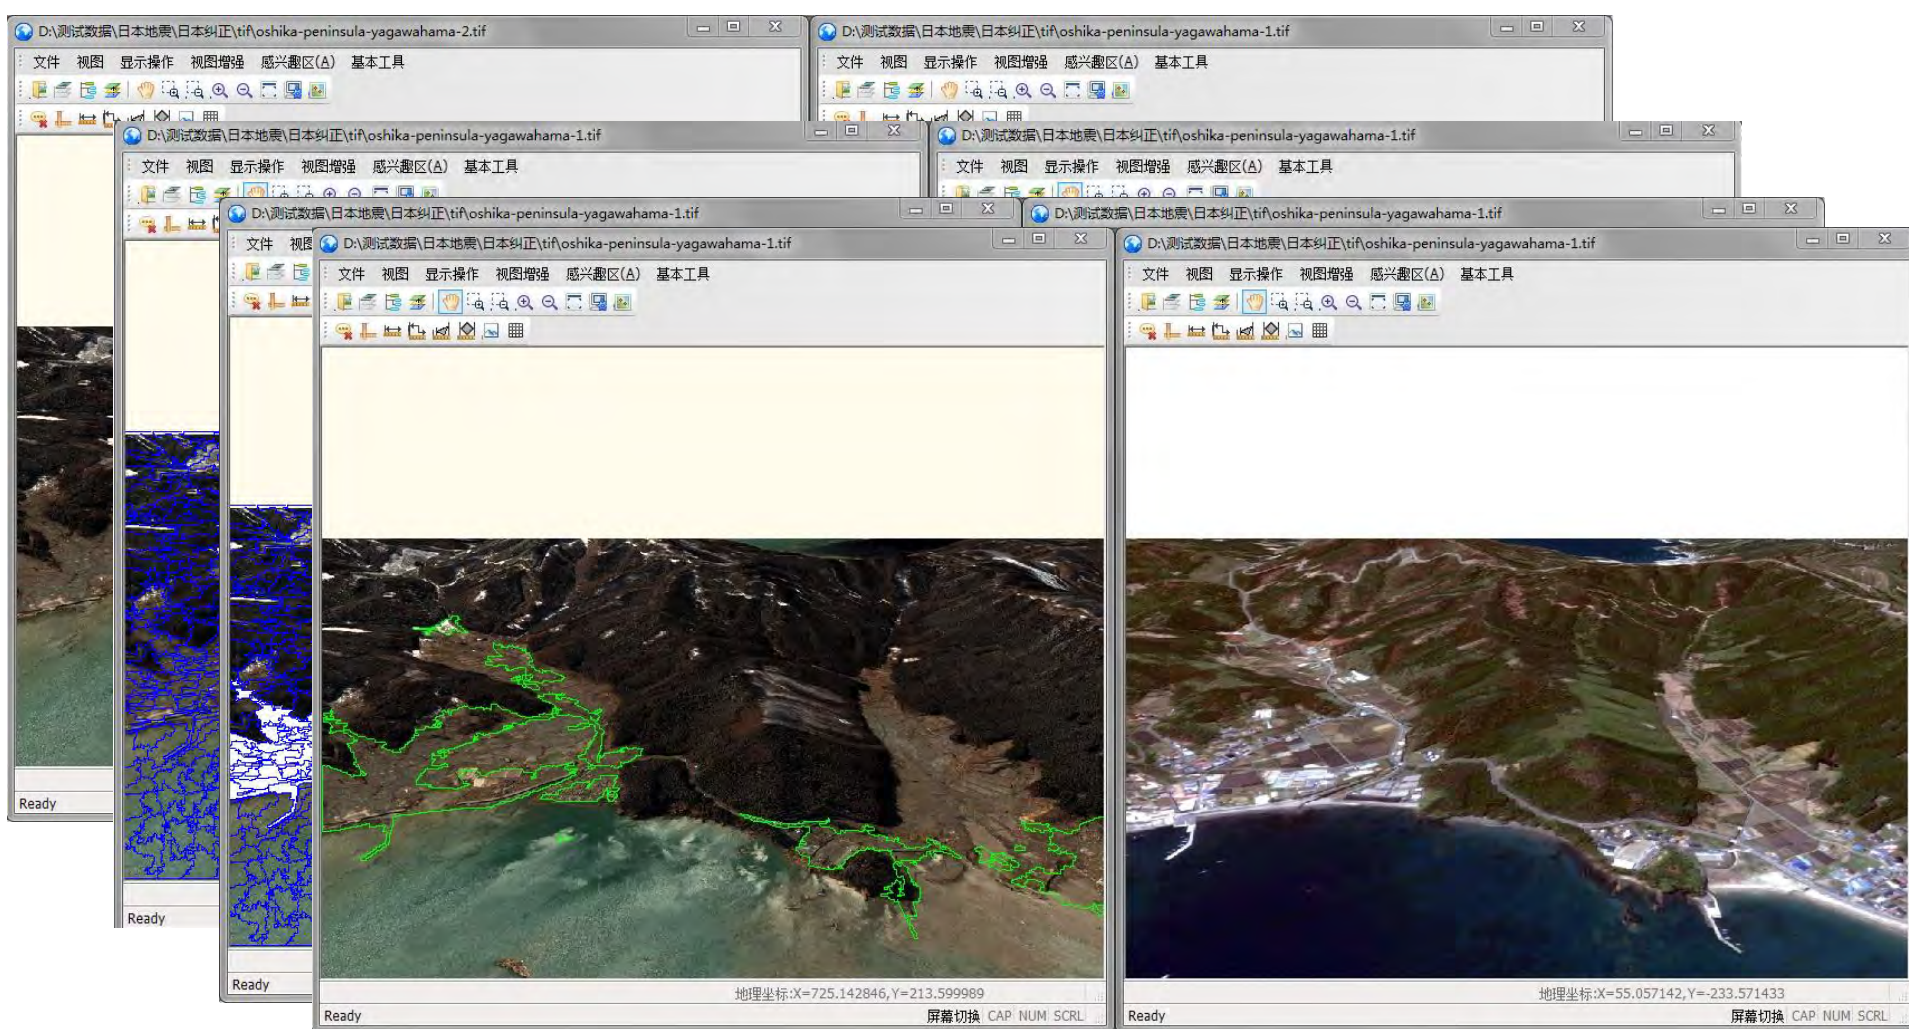 D:\测试数据\日本地震\日本纠正\tif\oshika-peninsula-yagawahama-2.tif
文件 视图 显示操作 视图增强 感兴趣区(A) 基本工具
D:\测试数据\日本地震\日本纠正\tif\oshika-peninsula-yagawahama-1.tif
文件 视图 显示操作 视图增强 感兴趣区(A) 基本工具
D:\测试数据\日本地震\日本纠正\tif\oshika-peninsula-yagawahama-1.tif
文件 视图 显示操作 视图增强 感兴趣区(A) 基本工具
D:\测试数据\日本地震\日本纠正\tif\oshika-peninsula-yagawahama-1.tif
文件 视图 显示操作 视图增强 感兴趣区(A) 基本工具
D:\测试数据\日本地震\日本纠正\tif\oshika-peninsula-yagawahama-1.tif
文件 视图
D:\测试数据\日本地震\日本纠正\tif\oshika-peninsula-yagawahama-1.tif
D:\测试数据\日本地震\日本纠正\tif\oshika-peninsula-yagawahama-1.tif
文件 视图 显示操作 视图增强 感兴趣区(A) 基本工具
D:\测试数据\日本地震\日本纠正\tif\oshika-peninsula-yagawahama-1.tif
文件 视图 显示操作 视图增强 感兴趣区(A) 基本工具
Ready
Ready
Ready
地理坐标:X=725.142846,Y=213.599989
Ready 屏幕切换 CAP NUM SCRL
地理坐标:X=55.057142,Y=-233.571433
Ready 屏幕切换 CAP NUM SCRL